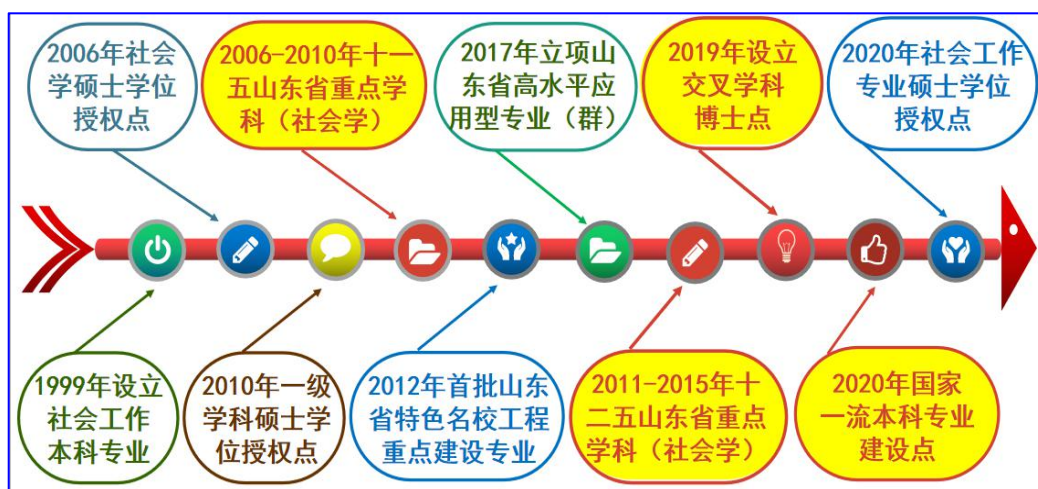 2006年社会
学硕士学位
授权点
2006-2010年十一
五山东省重点学
科（社会学）
2017年立项山
东省高水平应
用型专业（群）
2019年设立
交叉学科
博士点
2020年社会工作
专业硕士学位
授权点
1999年设立
社会工作
本科专业
2010年一级
学科硕士学
位授权点
2012年首批山东
省特色名校工程
重点建设专业
2011-2015年十
二五山东省重点
学科（社会学）
2020年国家
一流本科专业
建设点